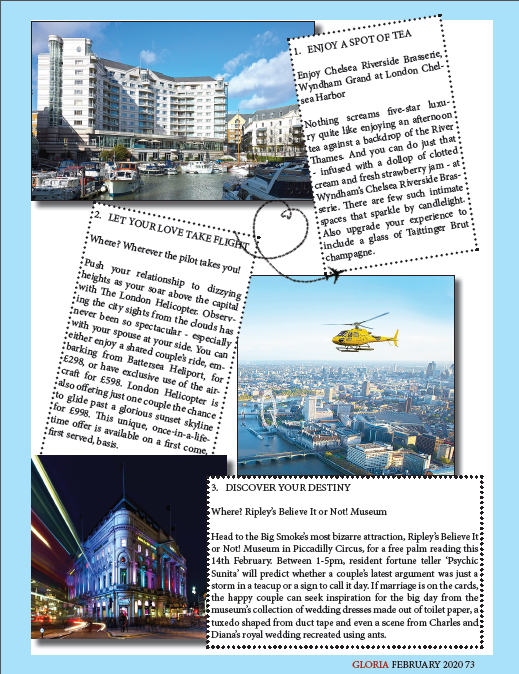 1. ENJOY A SPOT OF TEA
Enjoy Chelsea Riverside Brasserie,
Wyndham Grand at London Chel-
sea Harbor
Nothing screams five-star luxu-
ry quite like enjoying an afternoon
tea against a backdrop of the River
Thames. And you can do just that
- infused with a dollop of clotted
cream and fresh strawberry jam - at
Wyndham's Chelsea Riverside Bras-
serie. There are few such intimate
spaces that sparkle by candlelight.
Also upgrade your experience to
include a glass of Taittinger Brut
champagne.
2. LET YOUR LOVE TAKE FLIGHT
Where? Wherever the pilot takes you!
Push your relationship to dizzying
heights as your soar above the capital
with The London Helicopter. Observ-
ing the city sights from the clouds has
never been so spectacular - especially
with your spouse at your side. You can
either enjoy a shared couple's ride, em-
barking from Battersea Heliport, for
£298, or have exclusive use of the air-
craft for £598. London Helicopter is
also offering just one couple the chance
to glide past a glorious sunset skyline
for £998. This unique, once-in-a-life-
time offer is available on a first come,
first served, basis.
3. DISCOVER YOUR DESTINY
Where? Ripley's Believe It or Not! Museum
Head to the Big Smoke's most bizarre attraction, Ripley's Believe It
or Not! Museum in Piccadilly Circus, for a free palm reading this
14th February. Between 1-5pm, resident fortune teller 'Psychic
Sunita' will predict whether a couple's latest argument was just a
storm in a teacup or a sign to call it day. If marriage is on the cards,
the happy couple can seek inspiration for the big day from the
museum's collection of wedding dresses made out of toilet paper, a
tuxedo shaped from duct tape and even a scene from Charles and
Diana's royal wedding recreated using ants.
GLORIA FEBRUARY 2020 73